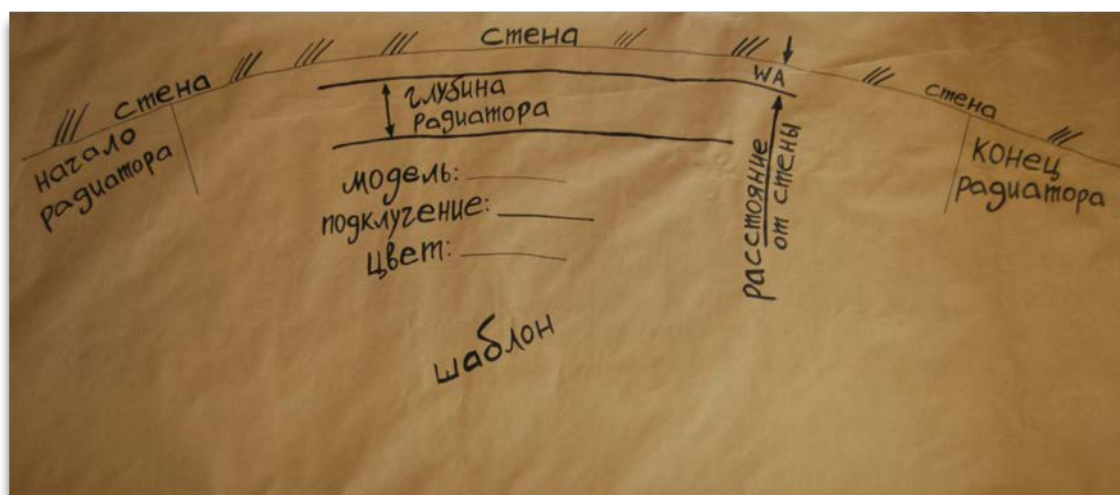 стена
стена
WA
стена
глубина
радиатора
начало
радиатора
модель:
подключение:
цвет:
расстояние
от стены
конец
радиатора
шаблон